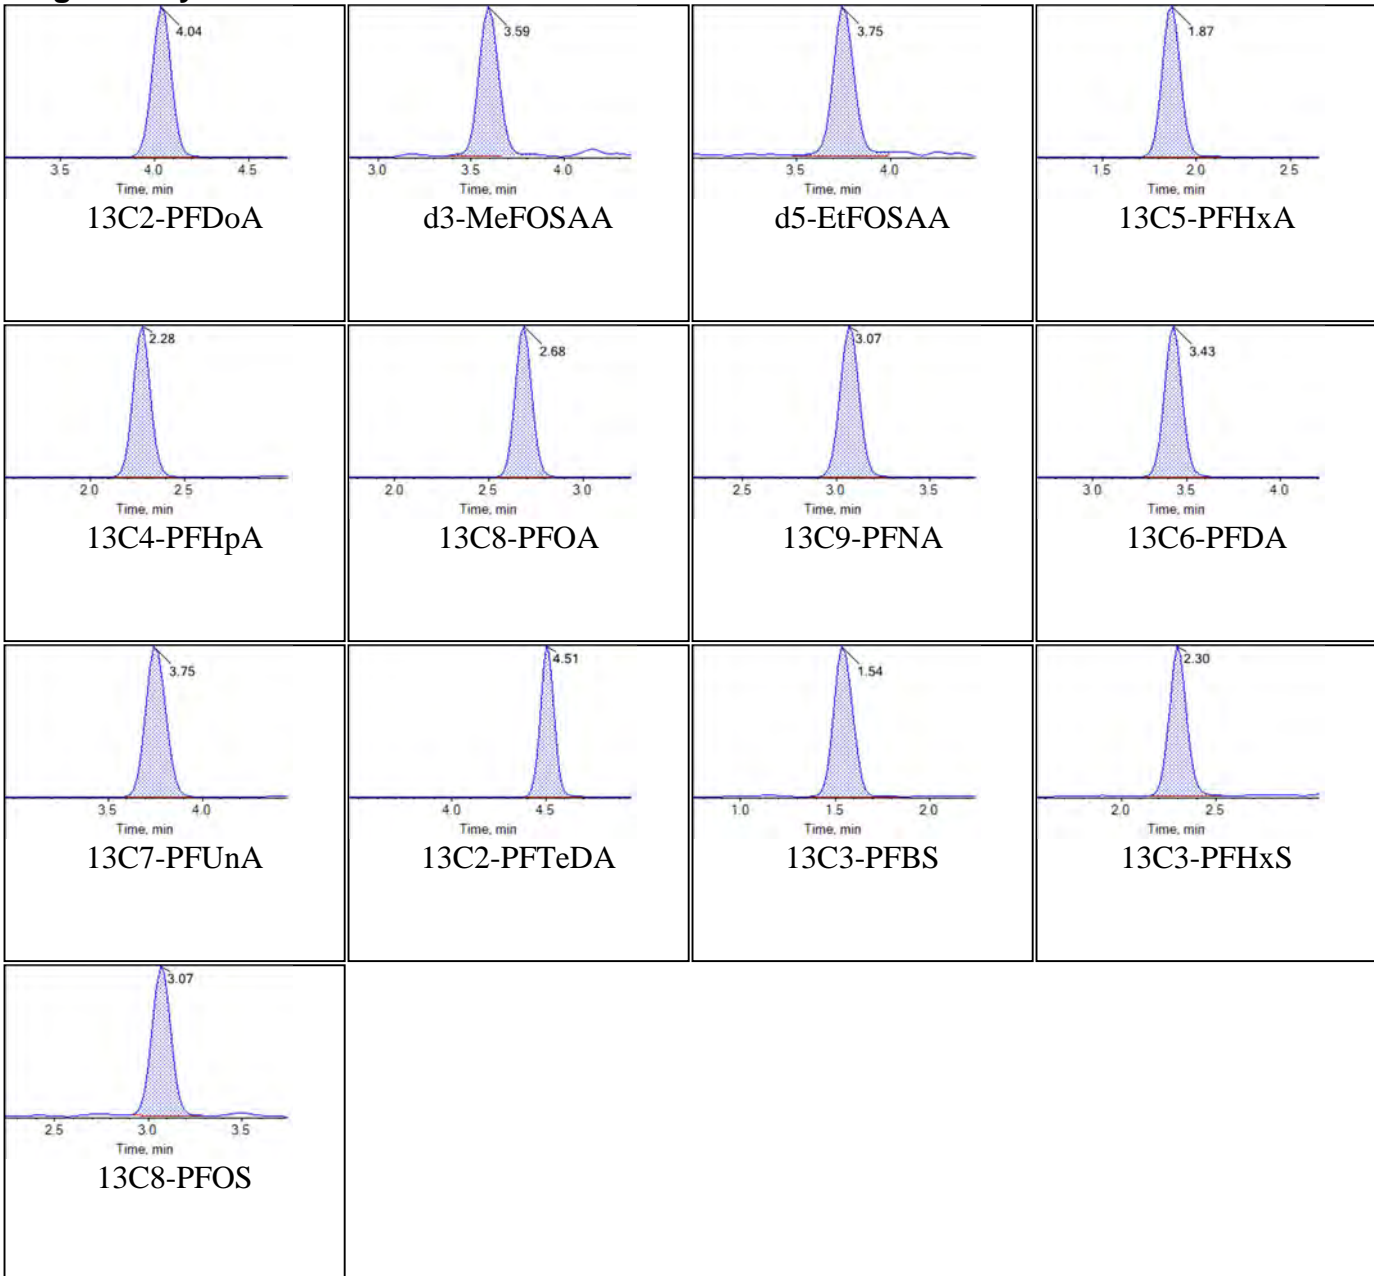 4.04
3.5 4.0 4.5
Time, min
13C2-PFDoA
3.59
3.0 3.5 4.0
Time, min
d3-MeFOSAA
3.75
3.5 4.0
Time, min
d5-EtFOSAA
1.87
1.5 2.0 2.5
Time, min
13C5-PFHxA
2.28
2.0 2.5
Time, min
13C4-PFHpA
2.68
2.0 2.5 3.0
Time, min
13C8-PFOA
3.07
2.5 3.0 3.5
Time, min
13C9-PFNA
3.43
3.0 3.5 4.0
Time, min
13C6-PFDA
3.75
3.5 4.0
Time, min
13C7-PFUnA
4.51
4.0 4.5
Time, min
13C2-PFTeDA
1.54
1.0 1.5 2.0
Time, min
13C3-PFBS
2.30
2.0 2.5
Time, min
13C3-PFHxS
3.07
2.5 3.0 3.5
Time, min
13C8-PFOS